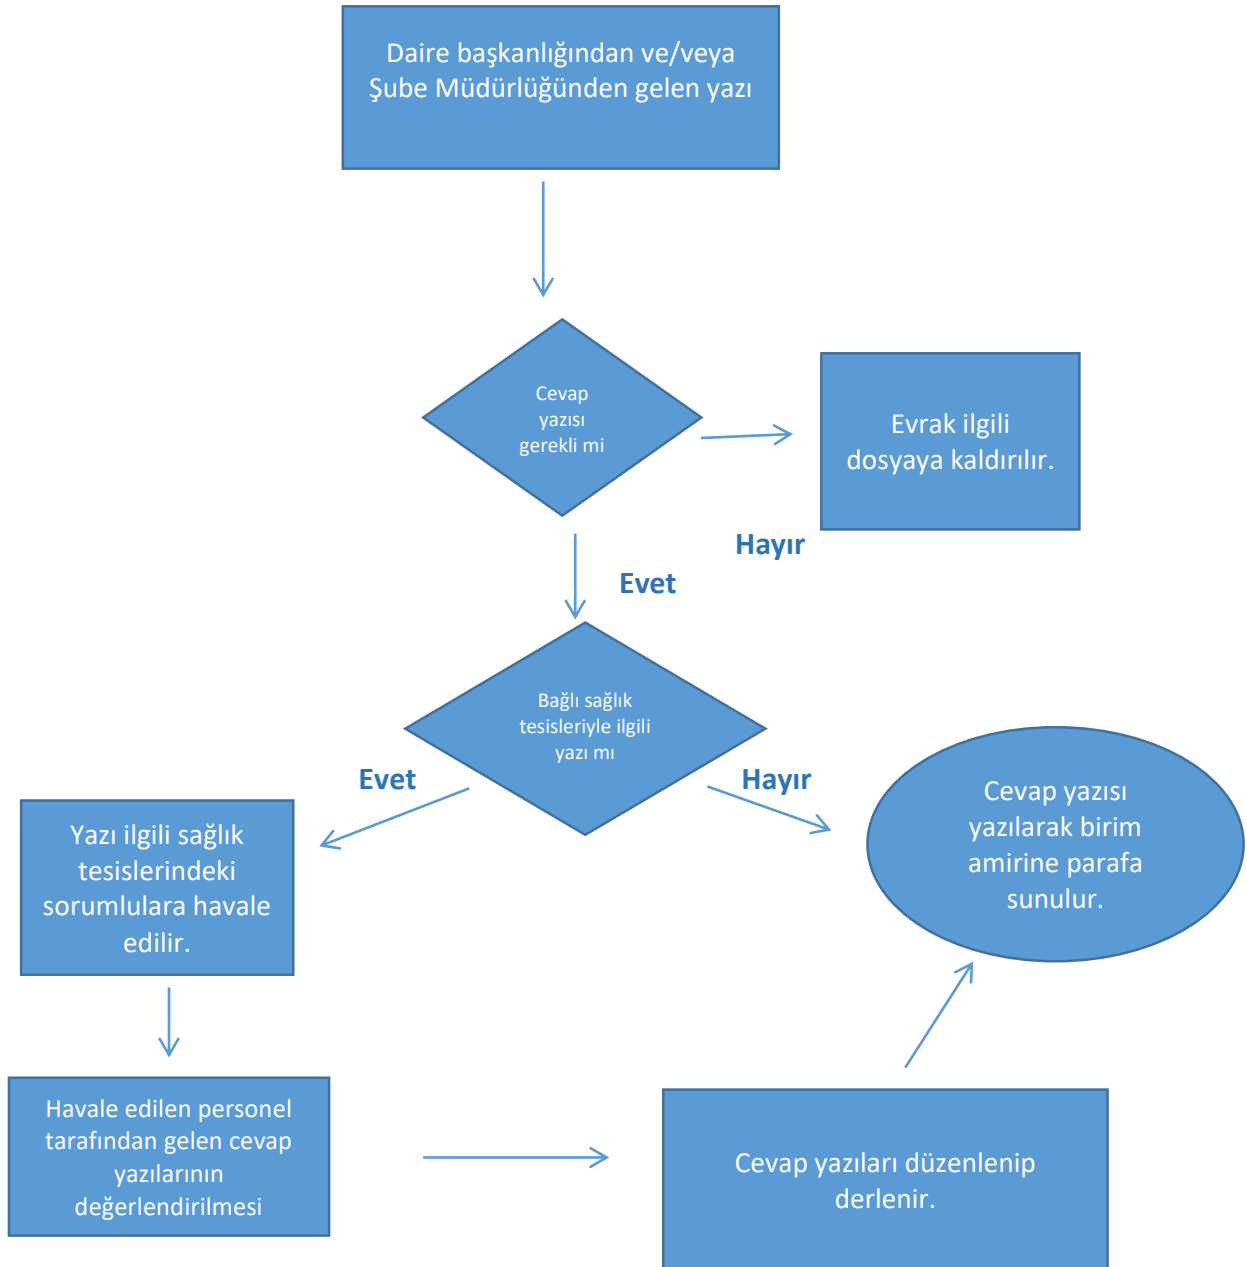 Daire başkanlığından ve/veya
Şube Müdürlüğünden gelen yazı
Cevap
yazısı
gerekli mi
Evrak ilgili
dosyaya kaldırılır.
Hayır
Evet
Bağlı sağlık
tesisleriyle ilgili
yazı mı
Evet
Hayır
Cevap yazısı
yazılarak birim
amirine parafa
sunulur.
Yazı ilgili sağlık
tesislerindeki
sorumlulara havale
edilir.
Havale edilen personel
tarafından gelen cevap
yazılarının
değerlendirilmesi
Cevap yazıları düzenlenip
derlenir.